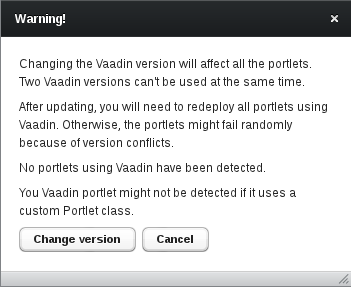 Warning!
Changing the Vaadin version will affect all the portlets.
Two Vaadin versions can't be used at the same time.
After updating, you will need to redeploy all portlets using
Vaadin. Otherwise, the portlets might fail randomly
because of version conflicts.
No portlets using Vaadin have been detected.
You Vaadin portlet might not be detected if it uses a
custom Portlet class.
Change version Cancel